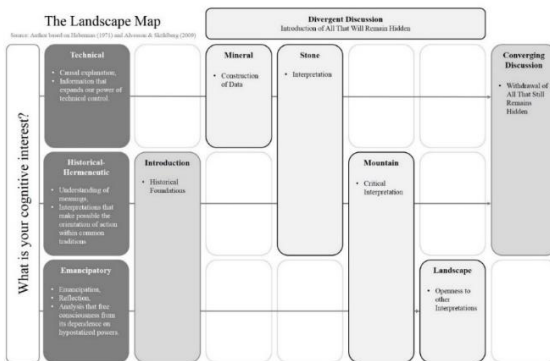 The Landscape Map
Source: Author based on Habermas (1971) and Alvesson & Sköldberg (2009)
Divergent Discussion
Introduction of All That Will Remain Hidden
What is your cognitive interest?
Technical
• Causal explanation,
• Information that
expands our power of
technical control.
Mineral
• Construction
of Data
Stone
• Interpretation
Converging
Discussion
• Withdrawal of
All That Still
Remains
Hidden
Historical-
Hermeneutic
• Understanding of
meanings,
• Interpretations that
make possible the
orientation of action
within common
traditions
Introduction
• Historical
Foundations
Mountain
• Critical
Interpretation
Emancipatory
• Emancipation,
• Reflection,
• Analysis that free
consciousness from
its dependence on
hypostatized powers.
Landscape
• Openness to
other
Interpretations